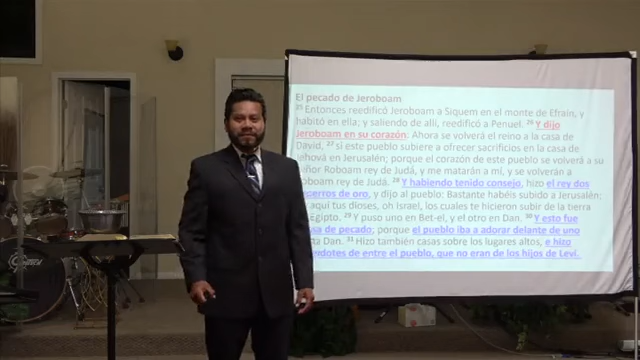 El pecado de Jeroboam
25 Entonces reedificó Jeroboam a Siquem en el monte de Efraín, y
habitó en ella; y saliendo de allí, reedificó a Penuel. 26 Y dijo
Jeroboam en su corazón: Ahora se volverá el reino a la casa de
David, 27 si este pueblo subiere a ofrecer sacrificios en la casa de
Jehová en Jerusalén; porque el corazón de este pueblo se volverá a su
señor Roboam rey de Judá, y me matarán a mí, y se volverán a
Roboam rey de Judá. 28 Y habiendo tenido consejo, hizo el rey dos
becerros de oro, y dijo al pueblo: Bastante habéis subido a Jerusalén;
aquí tus dioses, oh Israel, los cuales te hicieron subir de la tierra
Egipto. 29 Y puso uno en Bet-el, y el otro en Dan. 30 Y esto fue
de pecado; porque el pueblo iba a adorar delante de uno
Dan. 31 Hizo también casas sobre los lugares altos, e hizo
de entre el pueblo, que no eran de los hijos de Leví.